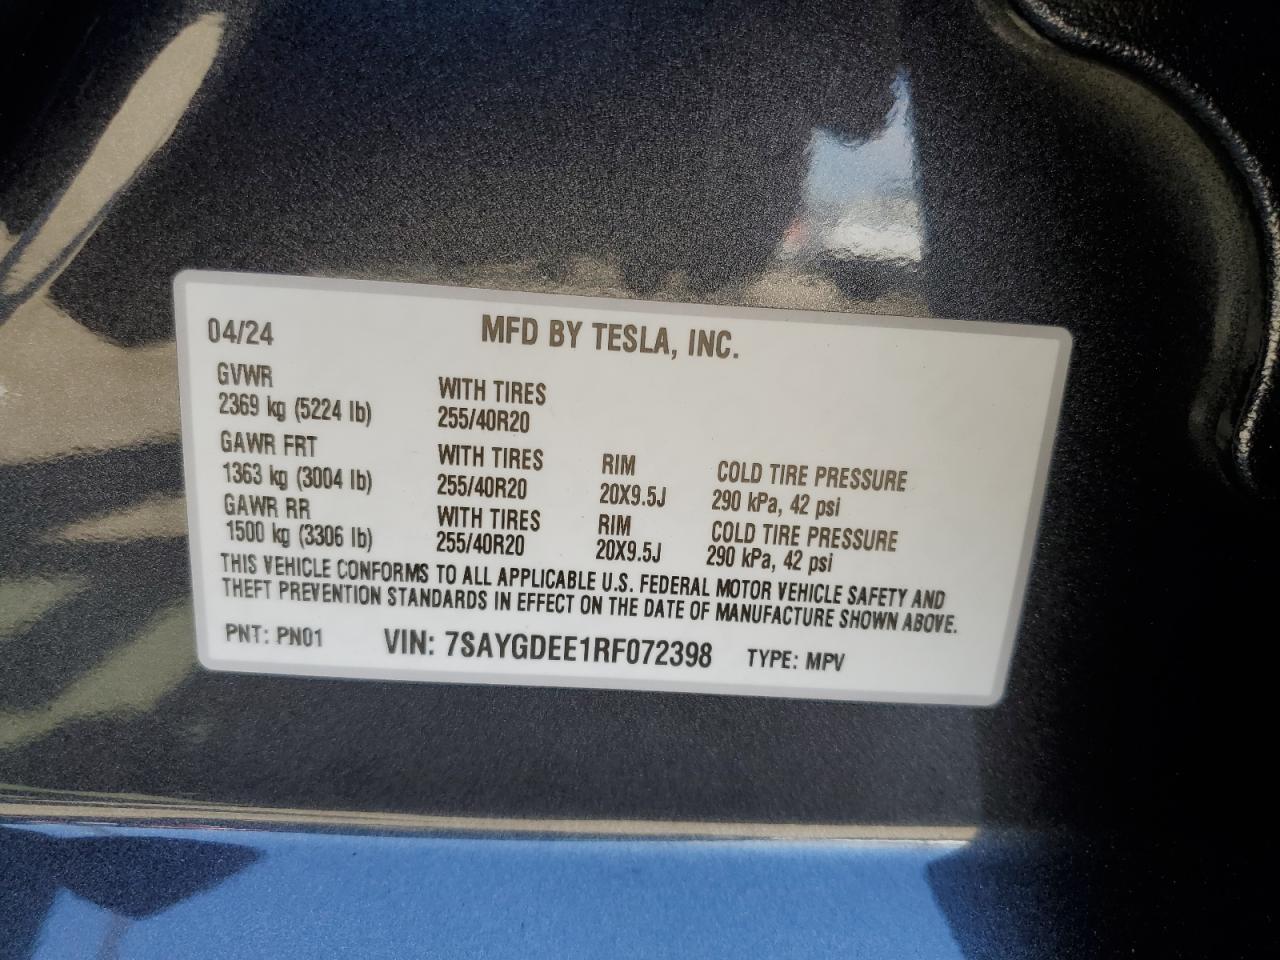 04/24 MFD BY TESLA, INC.
GVWR WITH TIRES
2369 kg (5224 lb) 255/40R20
GAWR FRT WITH TIRES RIM COLD TIRE PRESSURE
1363 kg (3004 lb) 255/40R20 20X9.5J 290 kPa, 42 psi
GAWR RR WITH TIRES RIM COLD TIRE PRESSURE
1500 kg (3306 lb) 255/40R20 20X9.5J 290 kPa, 42 psi
THIS VEHICLE CONFORMS TO ALL APPLICABLE U.S. FEDERAL MOTOR VEHICLE SAFETY AND
THEFT PREVENTION STANDARDS IN EFFECT ON THE DATE OF MANUFACTURE SHOWN ABOVE.
PNT: PN01 VIN: 7SAYGDEE1RF072398 TYPE: MPV